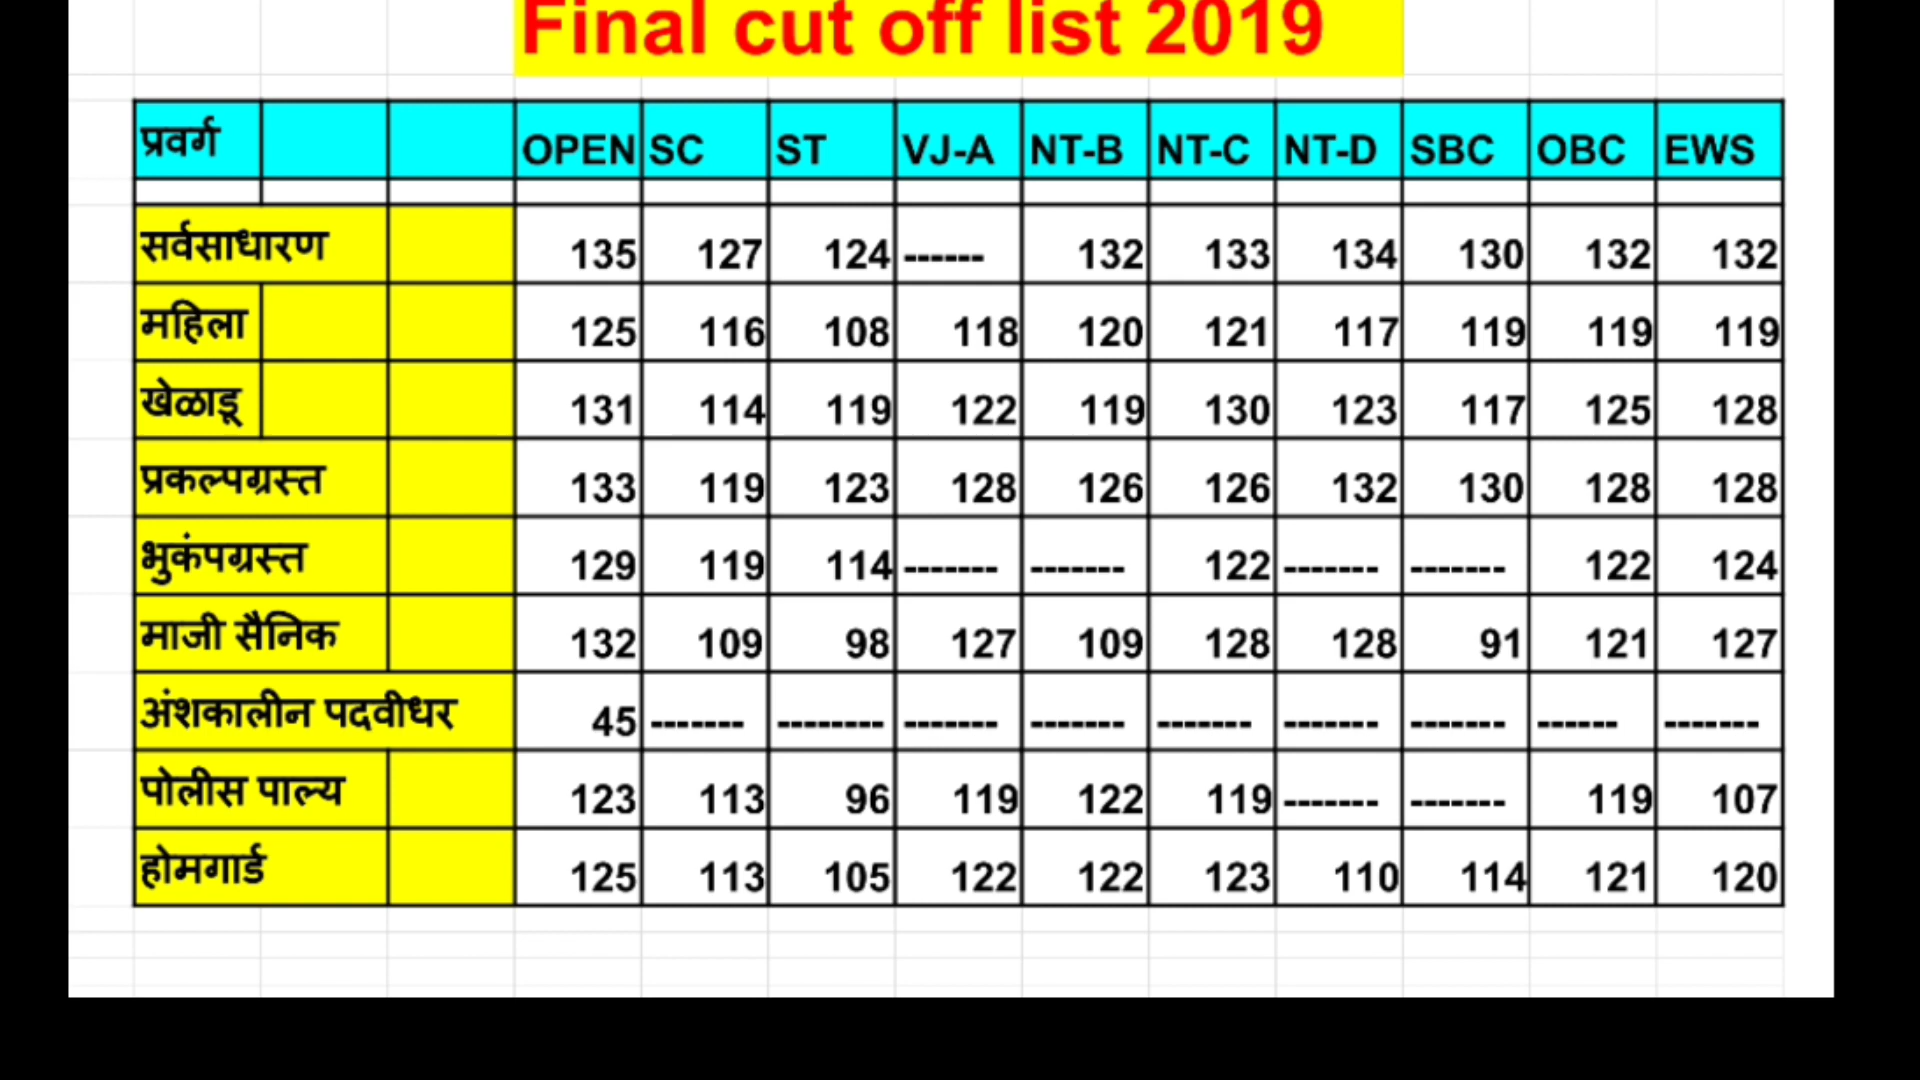 Final cut off list 2019
प्रवर्ग OPEN SC ST VJ-A NT-B NT-C NT-D SBC OBC EWS
सर्वसाधारण 135 127 124 ------ 132 133 134 130 132 132
महिला 125 116 108 118 120 121 117 119 119 119
खेळाडू 131 114 119 122 119 130 123 117 125 128
प्रकल्पग्रस्त 133 119 123 128 126 126 132 130 128 128
भुकंपग्रस्त 129 119 114 ------- ------- 122 ------- ------- 122 124
माजी सैनिक 132 109 98 127 109 128 128 91 121 127
अंशकालीन पदवीधर 45 ------- -------- ------- ------- ------- ------- ------- ------ -------
पोलीस पाल्य 123 113 96 119 122 119 ------- ------- 119 107
होमगार्ड 125 113 105 122 122 123 110 114 121 120